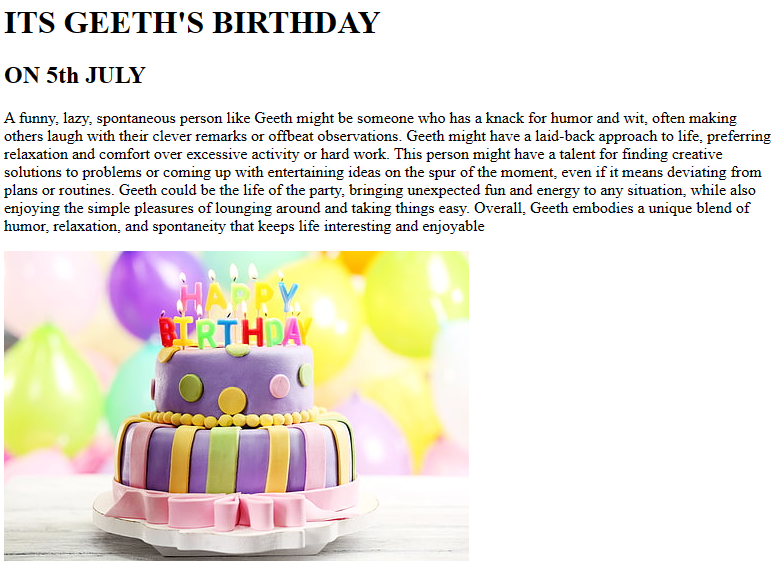 ITS GEETH'S BIRTHDAY
ON 5th JULY
A funny, lazy, spontaneous person like Geeth might be someone who has a knack for humor and wit, often making
others laugh with their clever remarks or offbeat observations. Geeth might have a laid-back approach to life, preferring
relaxation and comfort over excessive activity or hard work. This person might have a talent for finding creative
solutions to problems or coming up with entertaining ideas on the spur of the moment, even if it means deviating from
plans or routines. Geeth could be the life of the party, bringing unexpected fun and energy to any situation, while also
enjoying the simple pleasures of lounging around and taking things easy. Overall, Geeth embodies a unique blend of
humor, relaxation, and spontaneity that keeps life interesting and enjoyable
HAPPY
BIRTHDAY